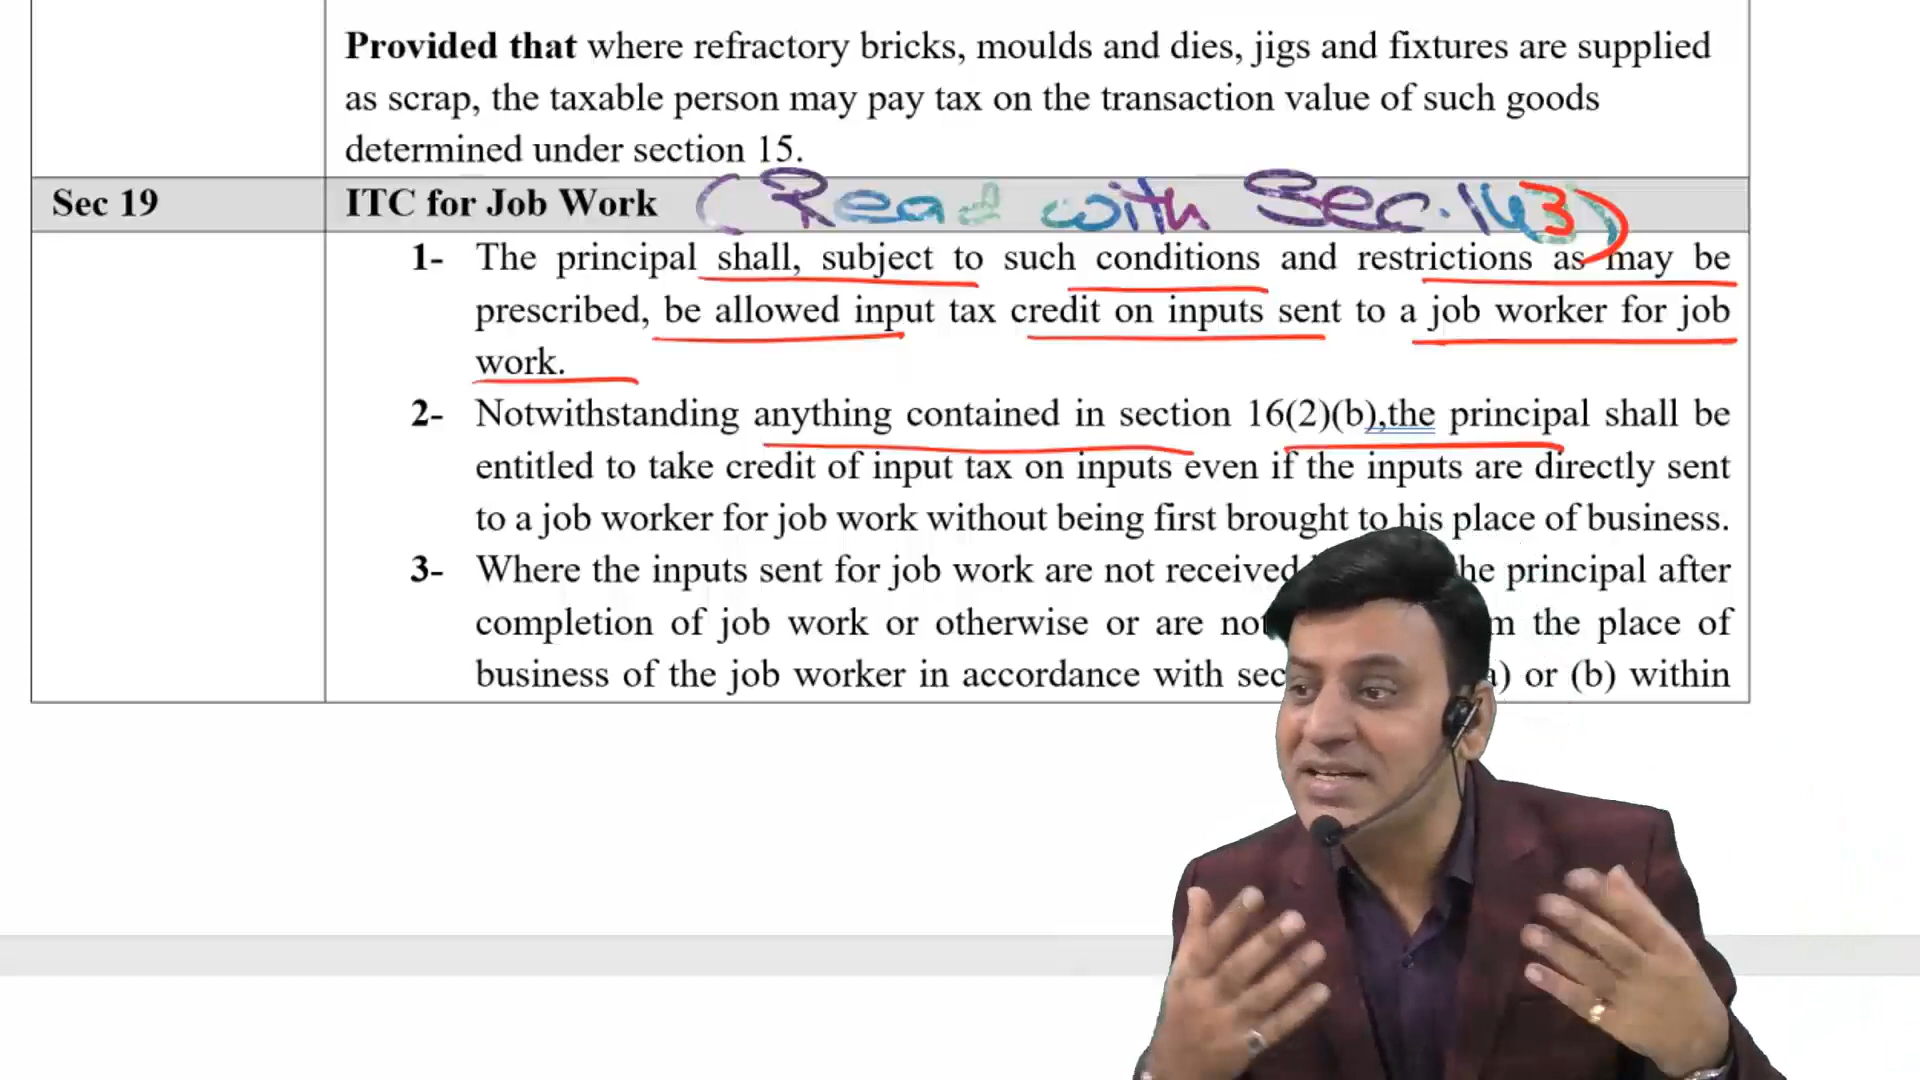 Provided that where refractory bricks, moulds and dies, jigs and fixtures are supplied
as scrap, the taxable person may pay tax on the transaction value of such goods
determined under section 15.
Sec 19 ITC for Job Work (Read with Sec. 143)
1- The principal shall, subject to such conditions and restrictions as may be
prescribed, be allowed input tax credit on inputs sent to a job worker for job
work.
2- Notwithstanding anything contained in section 16(2)(b),the principal shall be
entitled to take credit of input tax on inputs even if the inputs are directly sent
to a job worker for job work without being first brought to his place of business.
3- Where the inputs sent for job work are not received principal after
completion of job work or otherwise or are the place of
business of the job worker in accordance with or (b) within